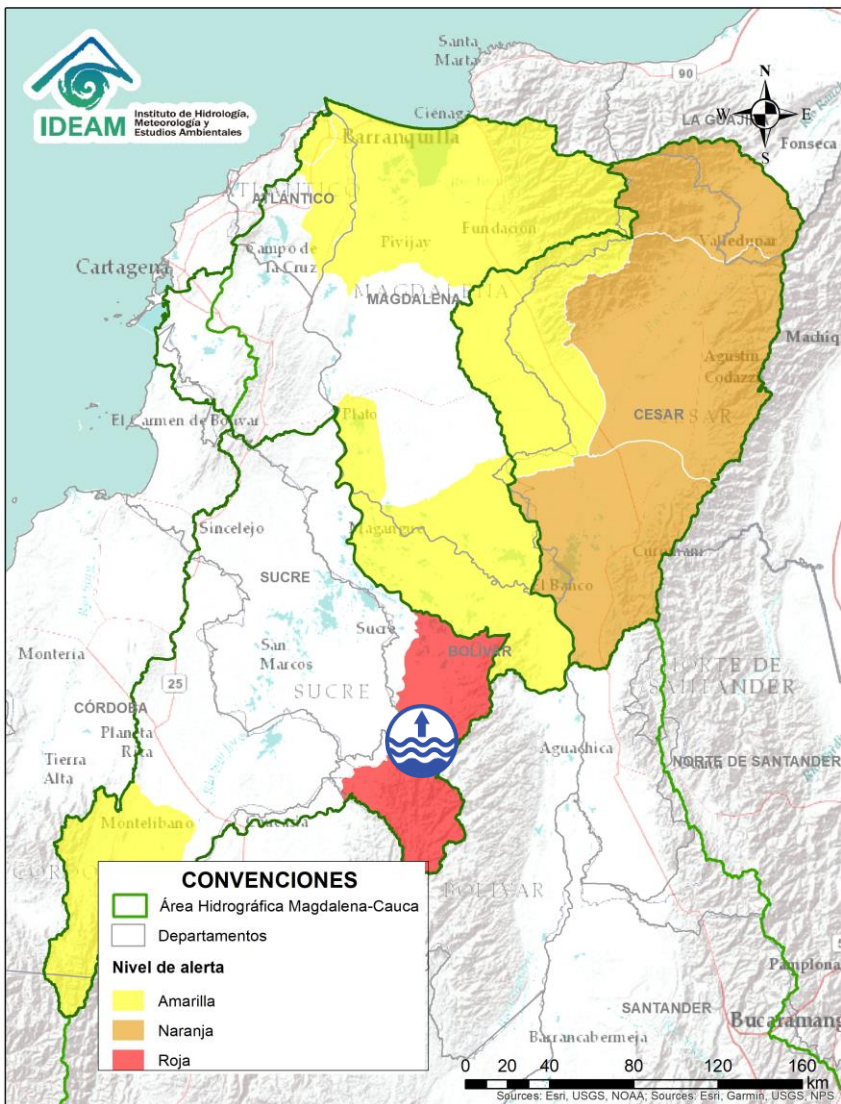 IDEAM
Instituto de Hidrología,
Meteorología y
Estudios Ambientales
Santa
Marta
90
N
W
E
S
Ciénaga
LA GUAJI
Fonseca
Barranquilla
ATLÁNTICO
Pivijay
Fundación
Valledupar
Campo de
la Cruz
Cartagena
MAGDALENA
Machiq
Agustín
Codazzi
CESAR
Plato
El Carmen de Bolívar
Magangué
Sincelejo
El Banco
SUCRE
Sucre
San
Marcos
BOLÍVAR
Montería
SUCRE
25
CÓRDOBA
NORTE DE
SANTANDER
Planeta
Rica
Aguachica
NORTE DE SANTANDER
Tierra
Alta
Montelíbano
BOLÍVAR
CONVENCIONES
Área Hidrográfica Magdalena-Cauca
Departamentos
Nivel de alerta
Amarilla
Naranja
Roja
Pamplona
SANTANDER
Bucaramang
Barrancabermeja
0 20 40 80 120 160
km
Sources: Esri, USGS, NOAA; Sources: Esri, Garmin, USGS, NPS